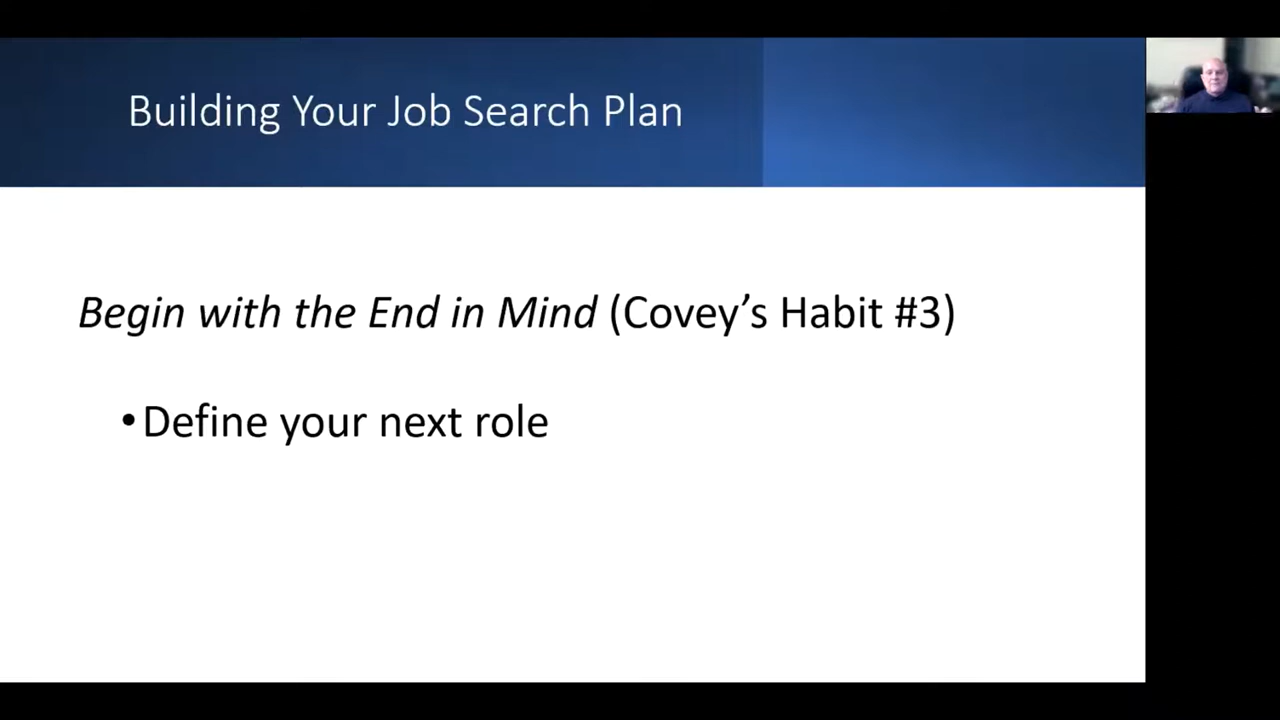 Building Your Job Search Plan
Begin with the End in Mind (Covey’s Habit #3)
•Define your next role